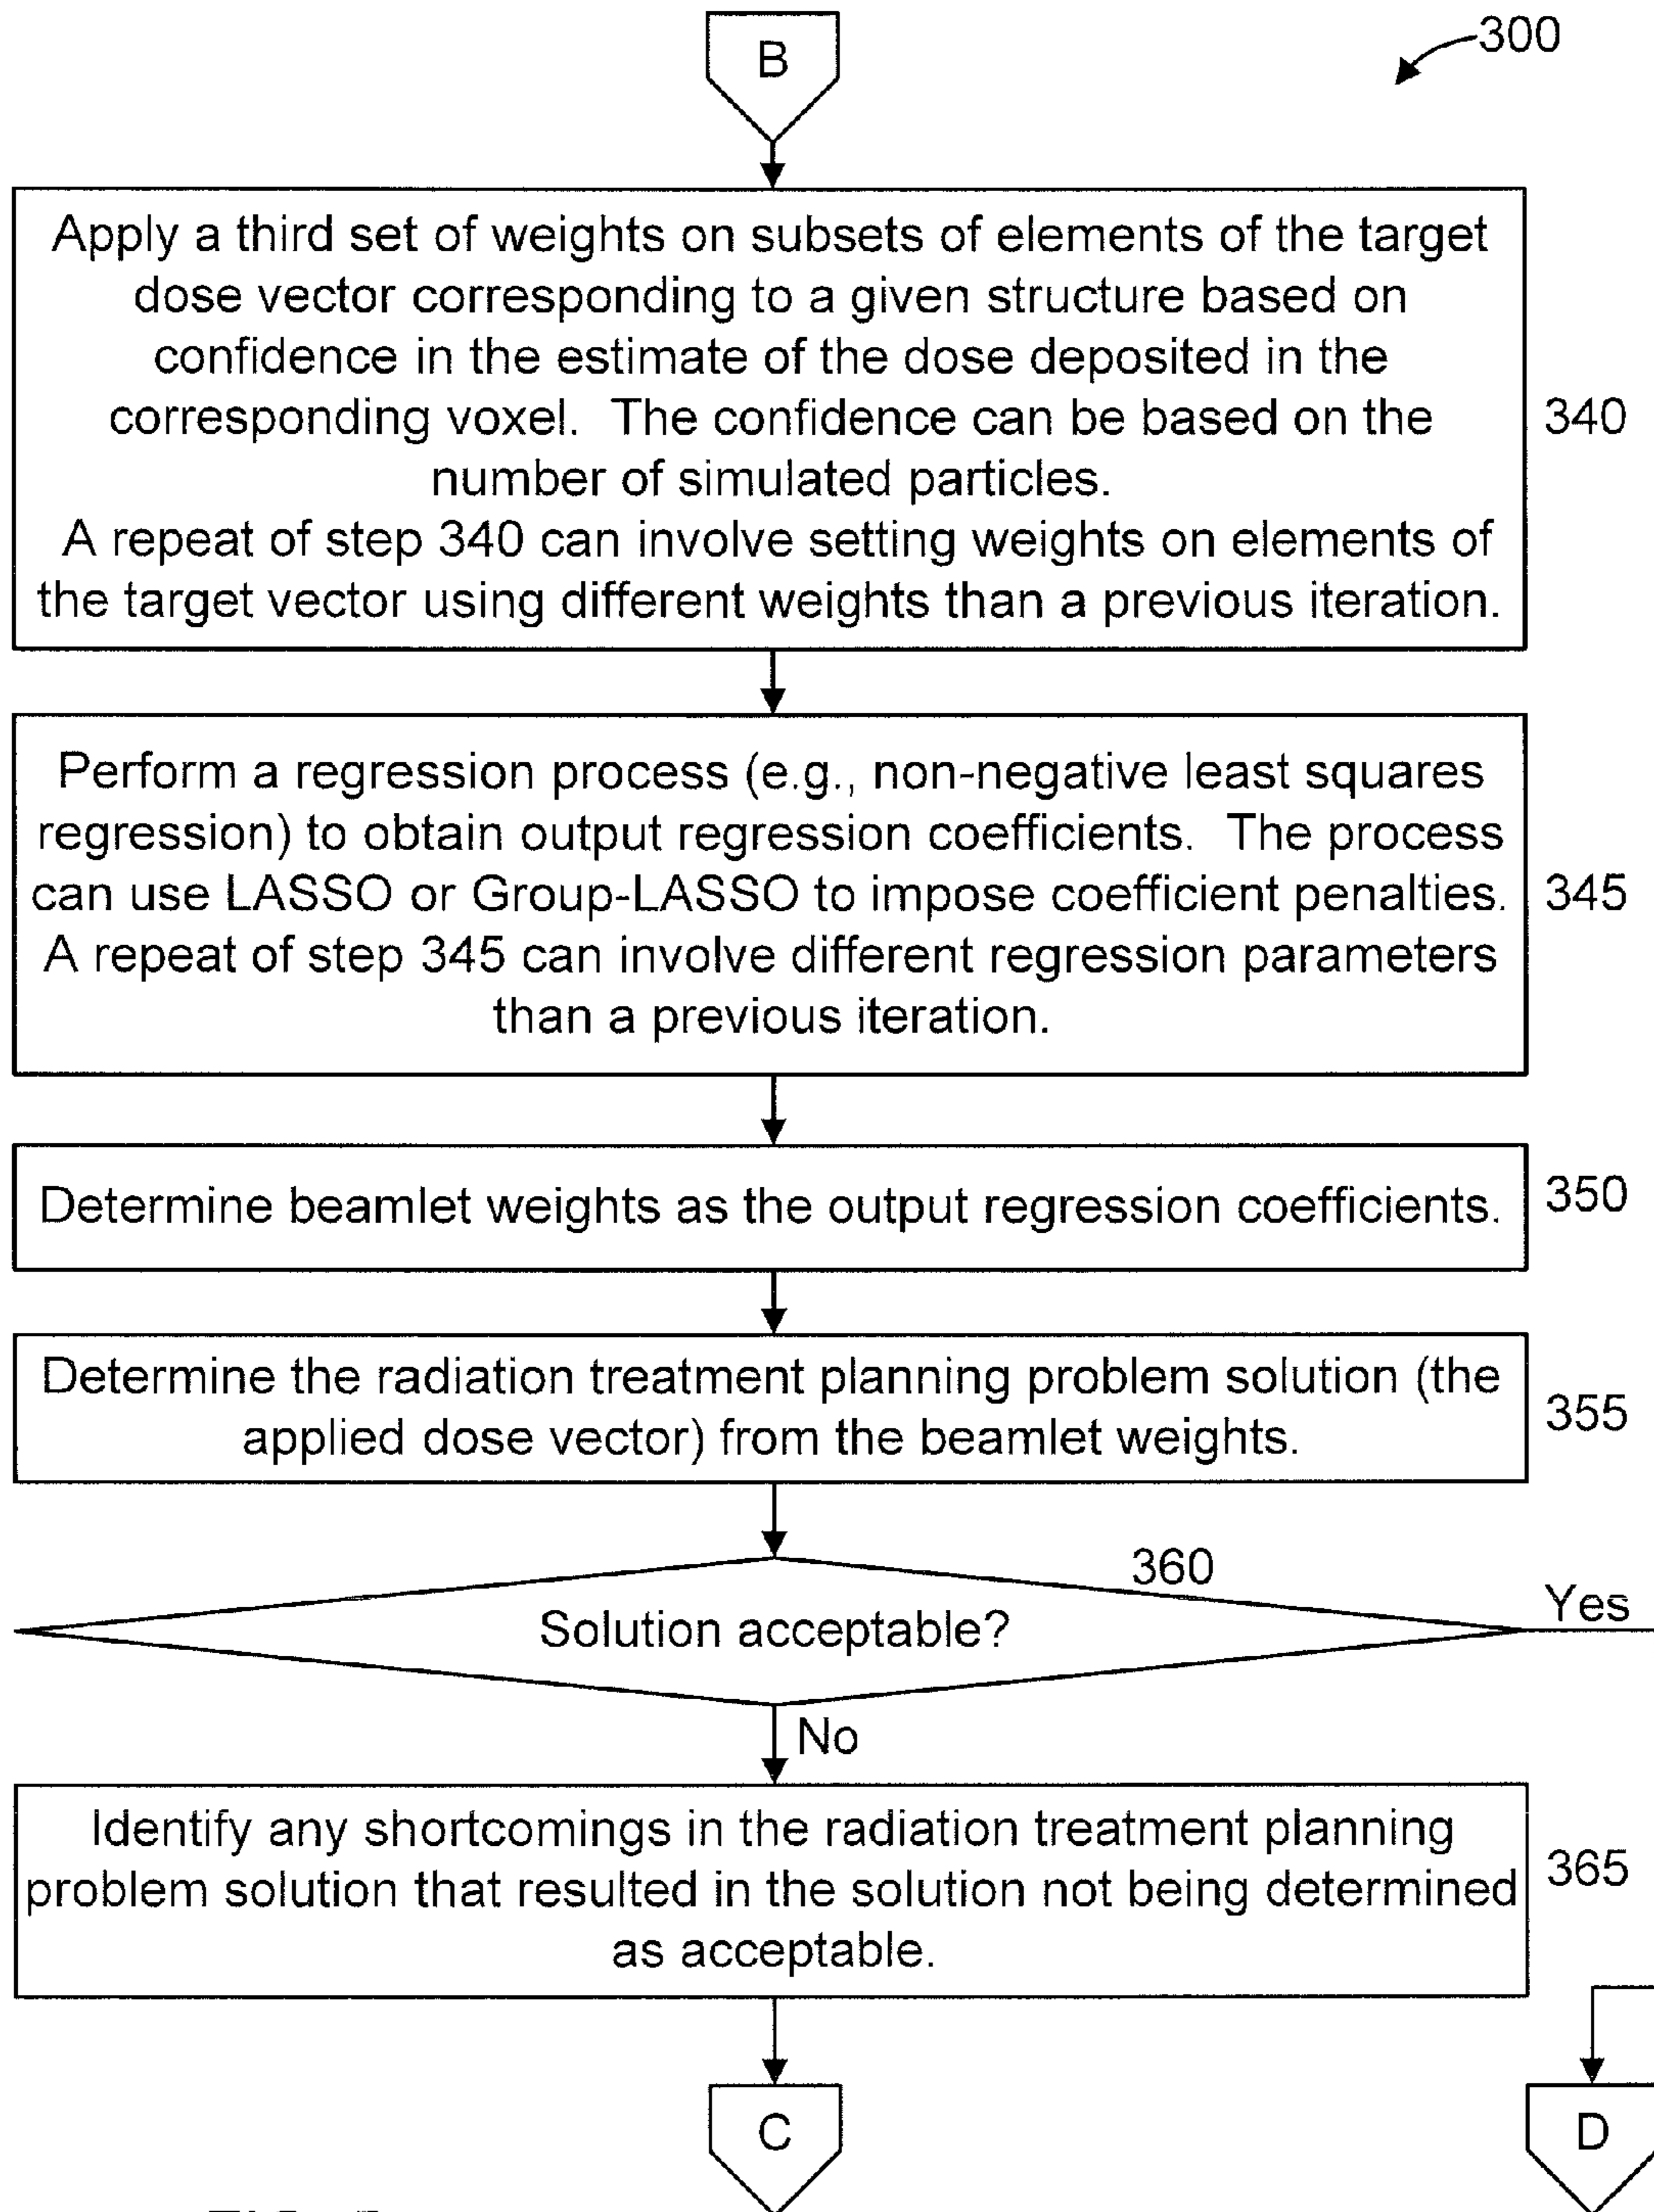 B
300
Apply a third set of weights on subsets of elements of the target
dose vector corresponding to a given structure based on
confidence in the estimate of the dose deposited in the
corresponding voxel. The confidence can be based on the
number of simulated particles.
A repeat of step 340 can involve setting weights on elements of
the target vector using different weights than a previous iteration.
340
Perform a regression process (e.g., non-negative least squares
regression) to obtain output regression coefficients. The process
can use LASSO or Group-LASSO to impose coefficient penalties.
A repeat of step 345 can involve different regression parameters
than a previous iteration.
345
Determine beamlet weights as the output regression coefficients.
350
Determine the radiation treatment planning problem solution (the
applied dose vector) from the beamlet weights.
355
360
Solution acceptable?
Yes
No
Identify any shortcomings in the radiation treatment planning
problem solution that resulted in the solution not being determined
as acceptable.
365
C
D